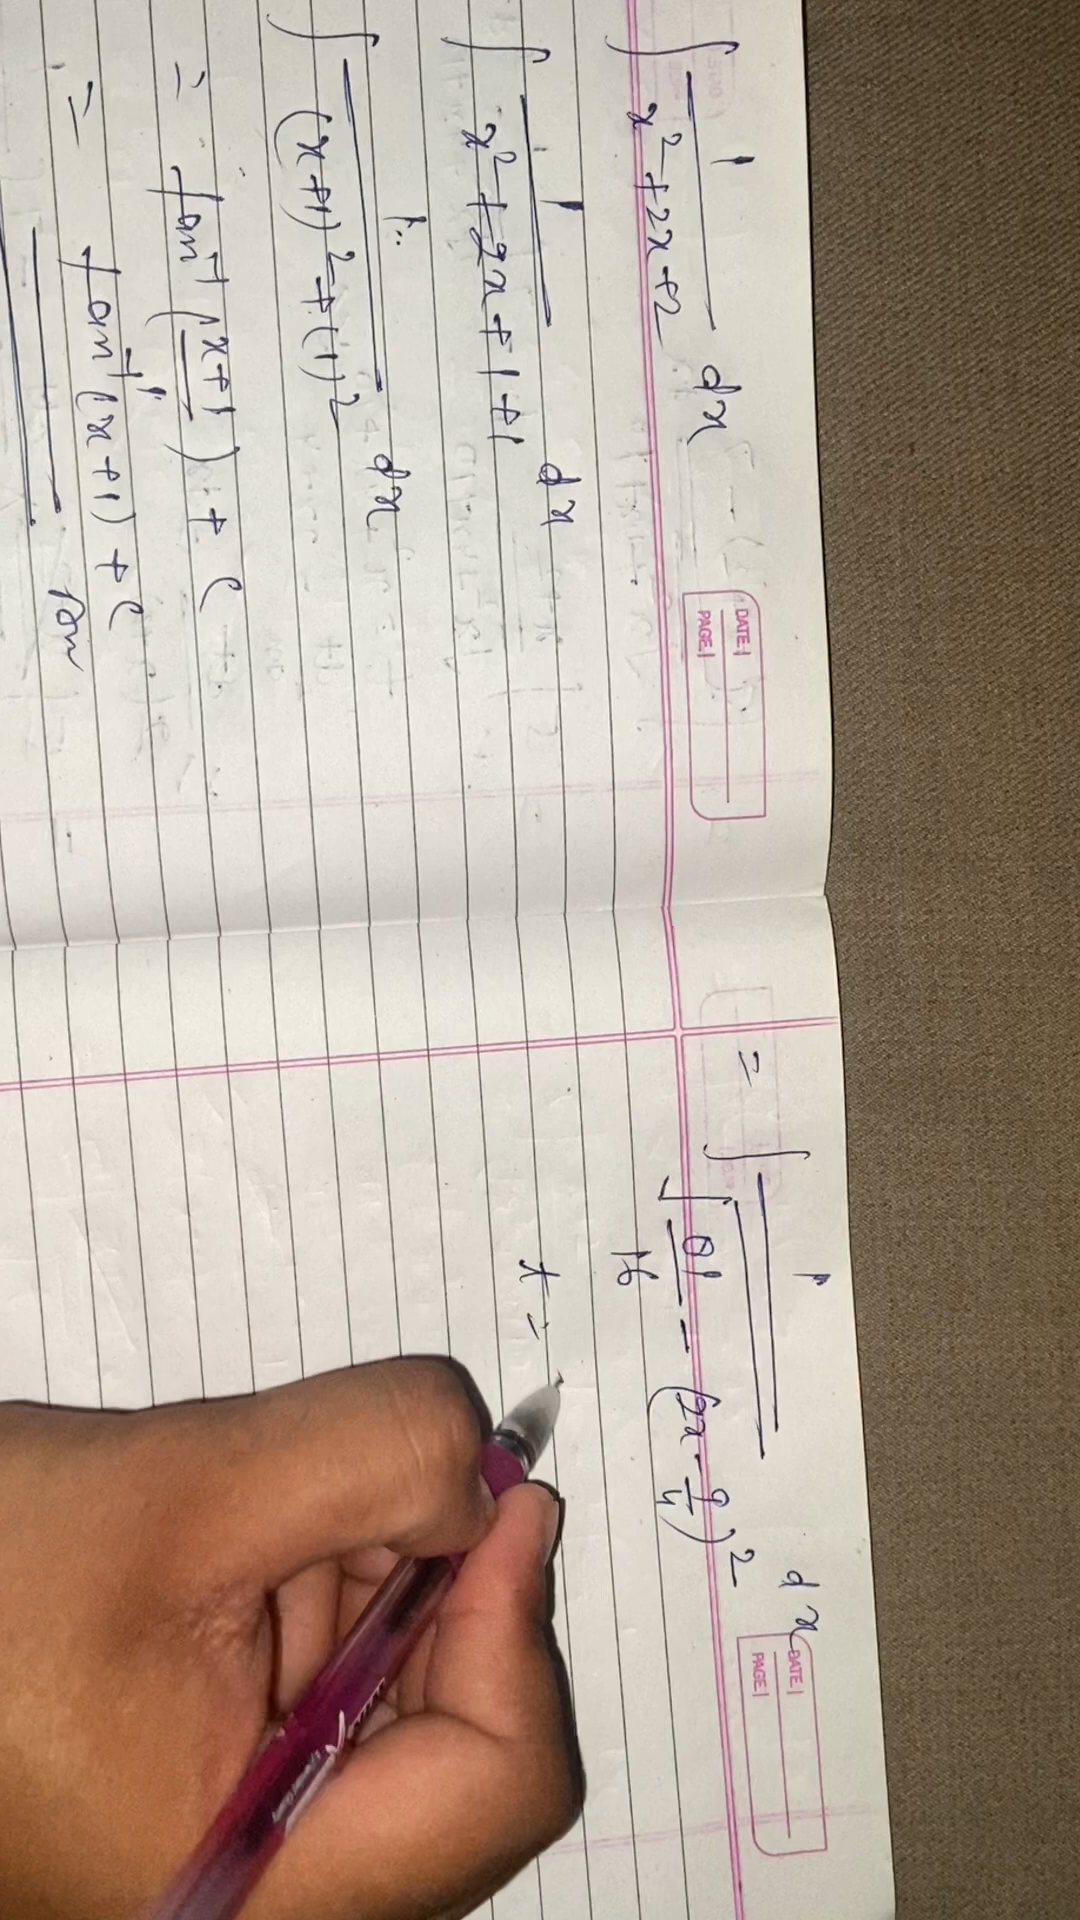 ∫ 1/(x²+2x+2) dx
∫ 1/(x²+2x+1+1) dx
∫ 1/((x+1)²+(1)²) dx
= tan⁻¹(x+1/1) + C
= tan⁻¹(x+1) + C
DATE |
PAGE |
= ∫ 1/√(81/16 - (2x - 9/4)²) dx
t =
DATE |
PAGE |